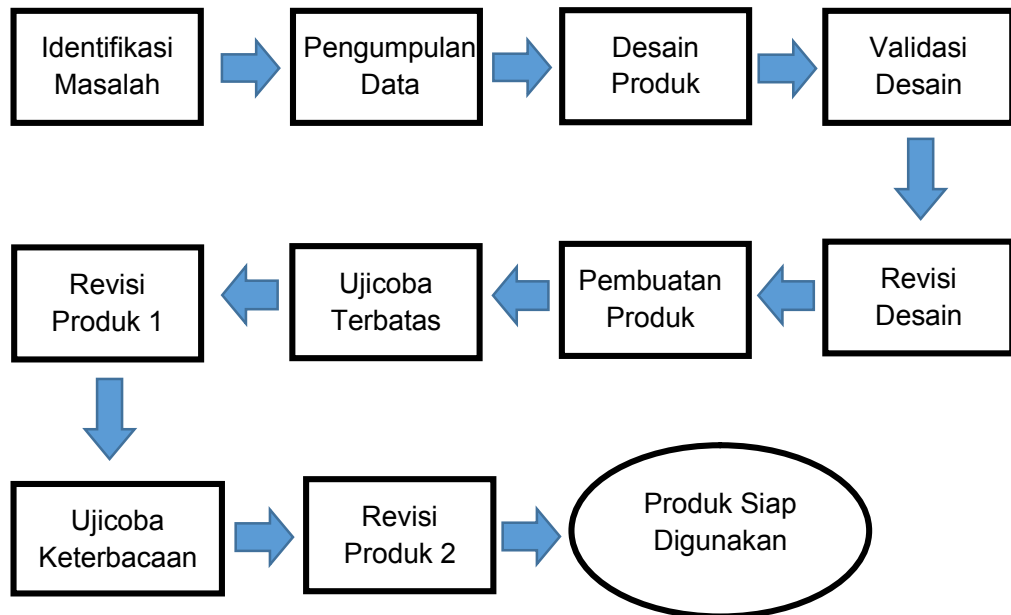 Identifikasi
Masalah
Pengumpulan
Data
Desain
Produk
Validasi
Desain
Revisi
Desain
Pembuatan
Produk
Ujicoba
Terbatas
Revisi
Produk 1
Ujicoba
Keterbacaan
Revisi
Produk 2
Produk Siap
Digunakan